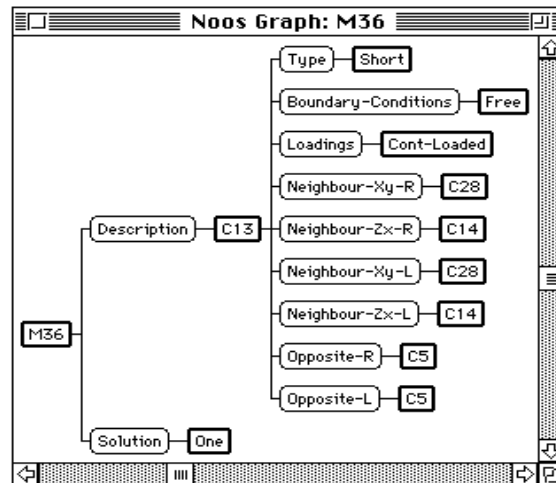 Noos Graph: M36
Type Short
Boundary-Conditions Free
Loadings Cont-Loaded
Neighbour-Xy-R C28
Description C13 Neighbour-Zx-R C14
Neighbour-Xy-L C28
Neighbour-Zx-L C14
M36
Opposite-R C5
Opposite-L C5
Solution One